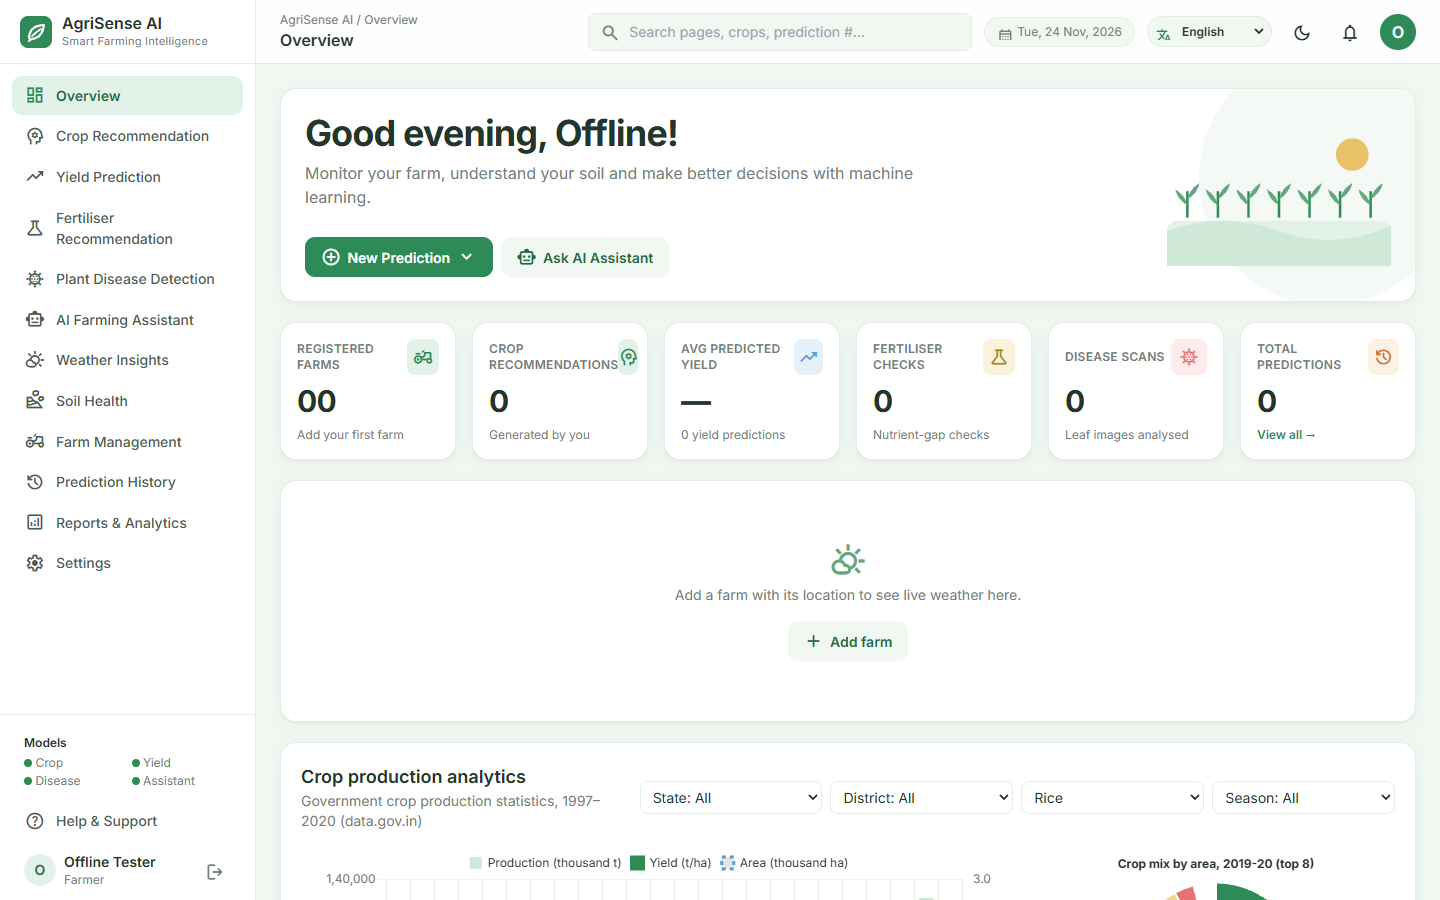 AgriSense AI
Smart Farming Intelligence
Overview
Crop Recommendation
Yield Prediction
Fertiliser
Recommendation
Plant Disease Detection
AI Farming Assistant
Weather Insights
Soil Health
Farm Management
Prediction History
Reports & Analytics
Settings
Models
Crop
Yield
Disease
Assistant
Help & Support
O
Offline Tester
Farmer
AgriSense AI / Overview
Overview
Search pages, crops, prediction #...
Tue, 24 Nov, 2026
English
O
Good evening, Offline!
Monitor your farm, understand your soil and make better decisions with machine
learning.
New Prediction
Ask AI Assistant
REGISTERED
FARMS
00
Add your first farm
CROP
RECOMMENDATIONS
0
Generated by you
AVG PREDICTED
YIELD
—
0 yield predictions
FERTILISER
CHECKS
0
Nutrient-gap checks
DISEASE SCANS
0
Leaf images analysed
TOTAL
PREDICTIONS
0
View all →
Add a farm with its location to see live weather here.
Add farm
Crop production analytics
Government crop production statistics, 1997–
2020 (data.gov.in)
State: All
District: All
Rice
Season: All
Production (thousand t)
Yield (t/ha)
Area (thousand ha)
1,40,000
3.0
Crop mix by area, 2019-20 (top 8)